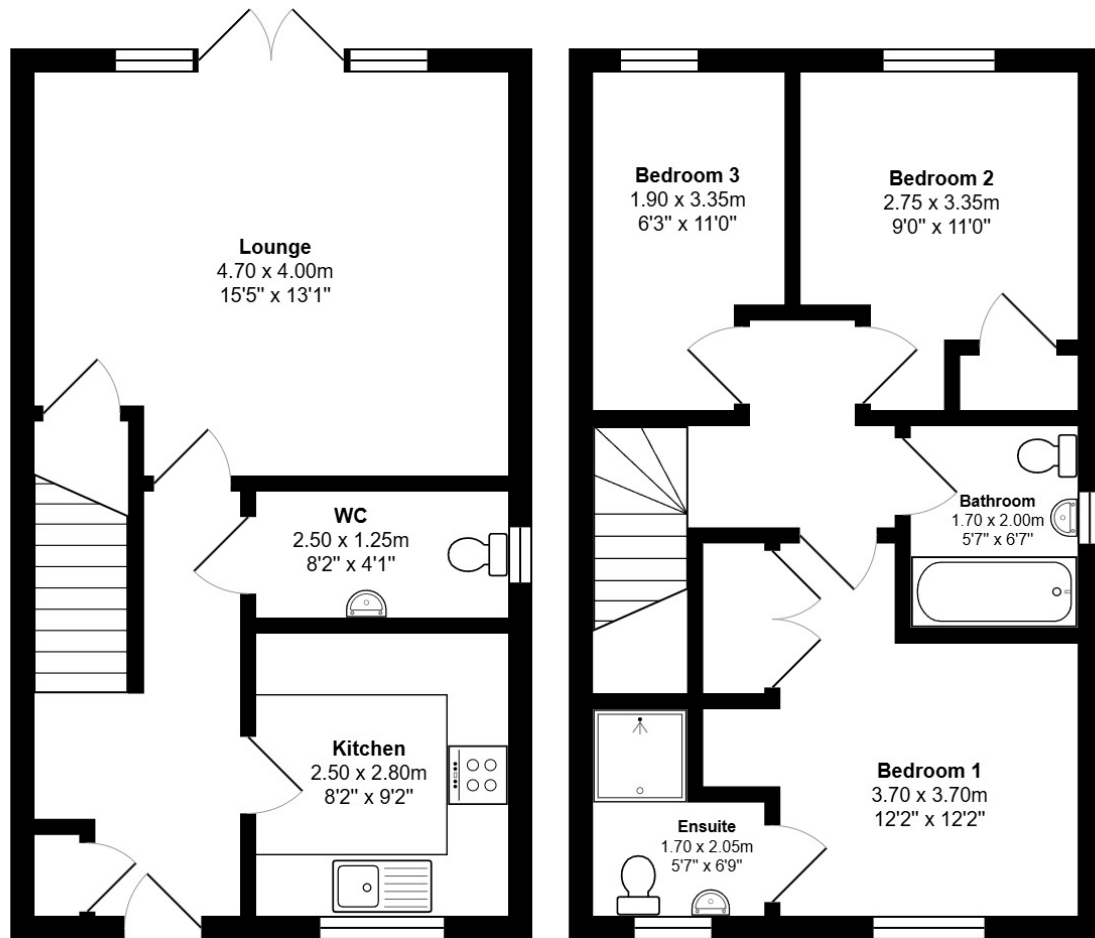 Lounge
4.70 x 4.00m
15'5" x 13'1"
WC
2.50 x 1.25m
8'2" x 4'1"
Kitchen
2.50 x 2.80m
8'2" x 9'2"
Bedroom 3
1.90 x 3.35m
6'3" x 11'0"
Bedroom 2
2.75 x 3.35m
9'0" x 11'0"
Bathroom
1.70 x 2.00m
5'7" x 6'7"
Bedroom 1
3.70 x 3.70m
12'2" x 12'2"
Ensuite
1.70 x 2.05m
5'7" x 6'9"